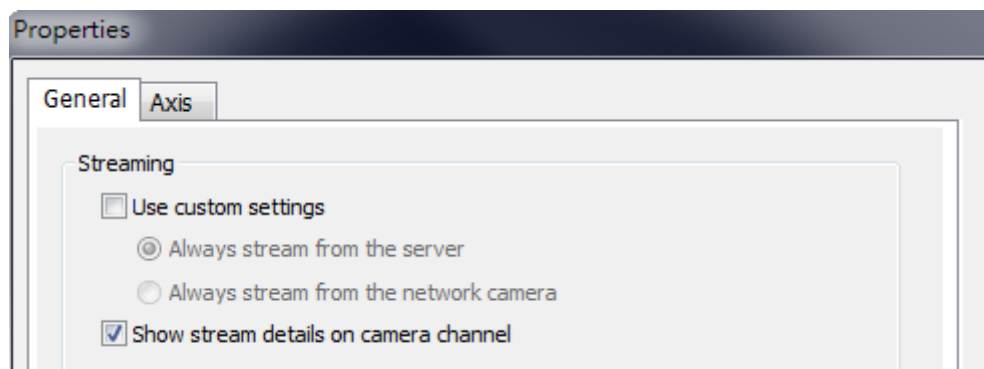 Properties
General Axis
Streaming
Use custom settings
Always stream from the server
Always stream from the network camera
Show stream details on camera channel